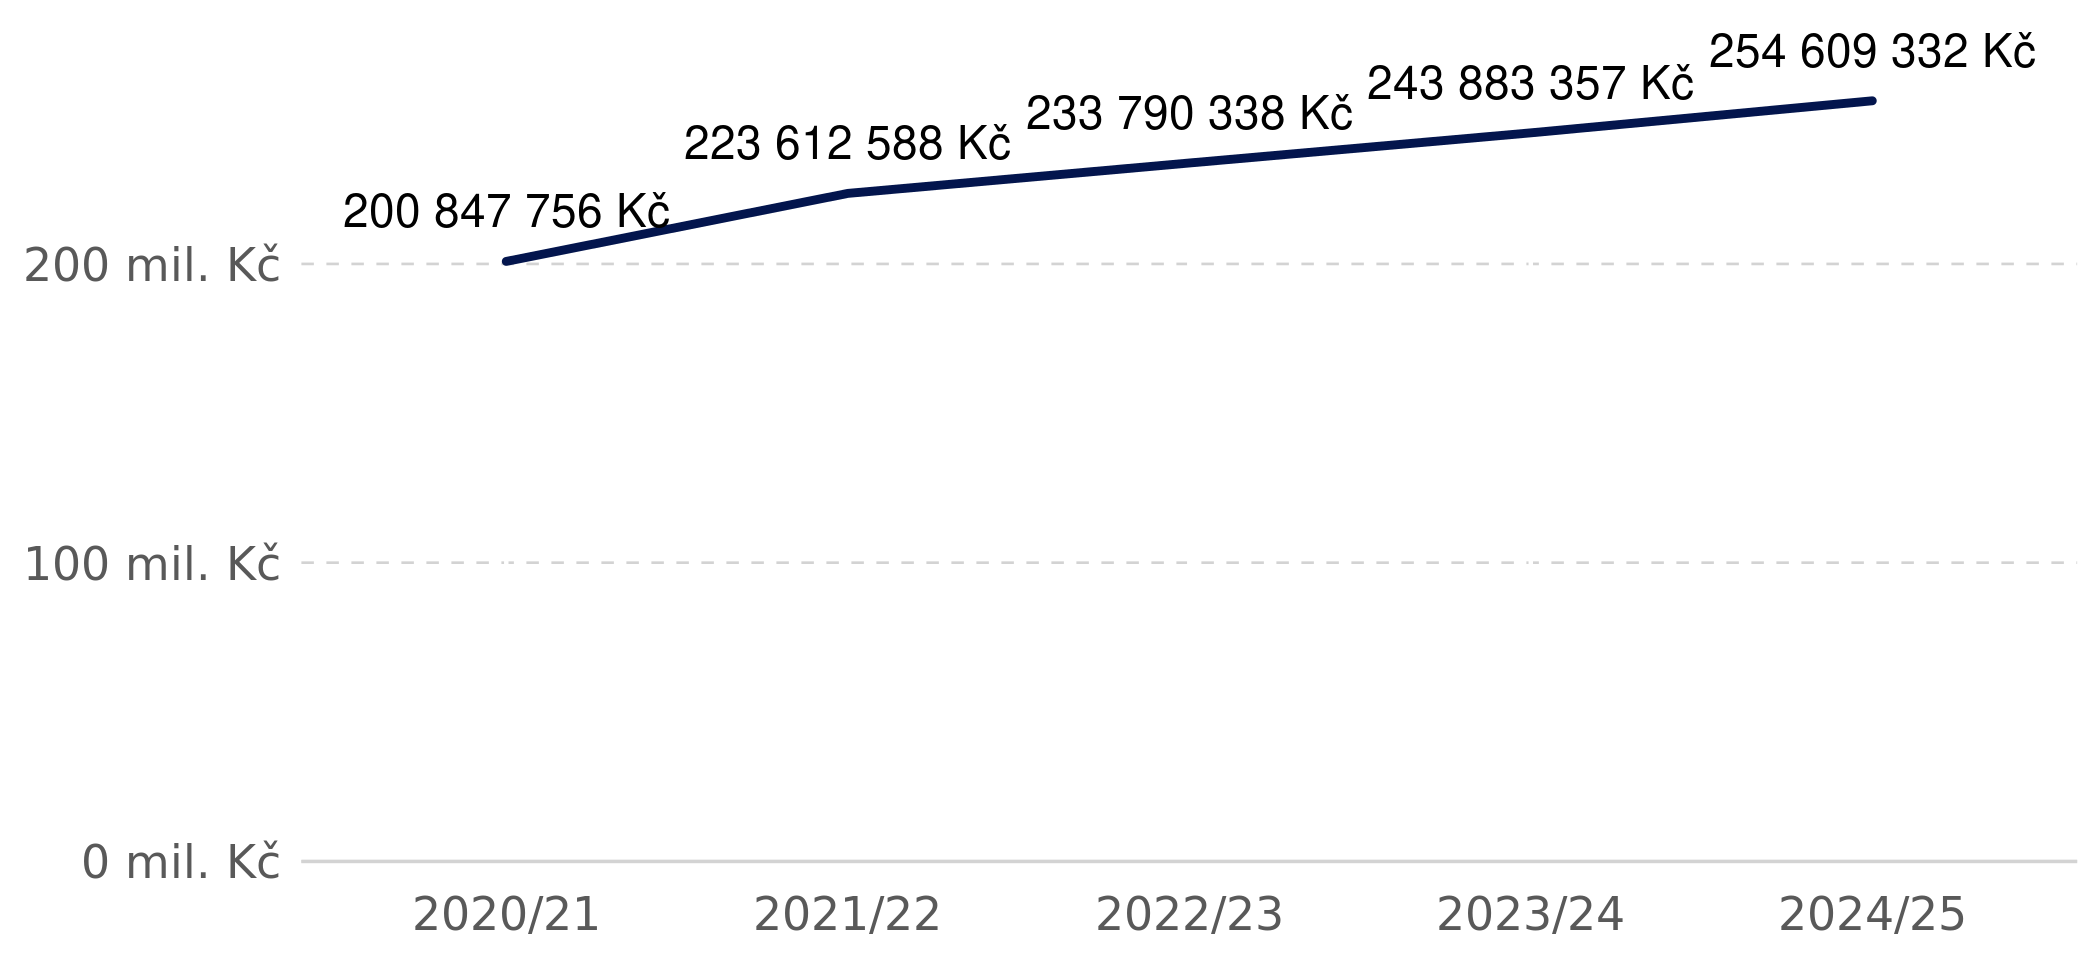 254 609 332 Kč
243 883 357 Kč
233 790 338 Kč
223 612 588 Kč
200 847 756 Kč
200 mil. Kč
100 mil. Kč
0 mil. Kč
2020/21 2021/22 2022/23 2023/24 2024/25